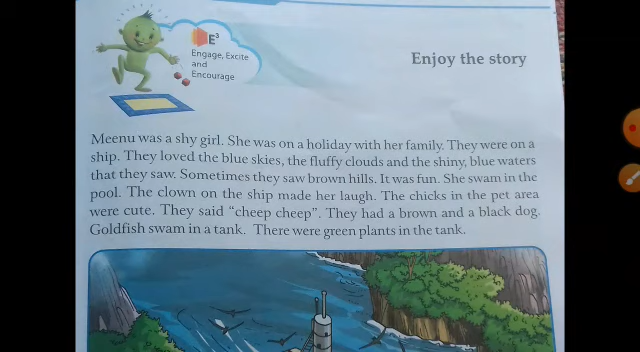 E³
Engage, Excite
and
Encourage
Enjoy the story
Meenu was a shy girl. She was on a holiday with her family. They were on a
ship. They loved the blue skies, the fluffy clouds and the shiny, blue waters
that they saw. Sometimes they saw brown hills. It was fun. She swam in the
pool. The clown on the ship made her laugh. The chicks in the pet area
were cute. They said “cheep cheep”. They had a brown and a black dog.
Goldfish swam in a tank. There were green plants in the tank.